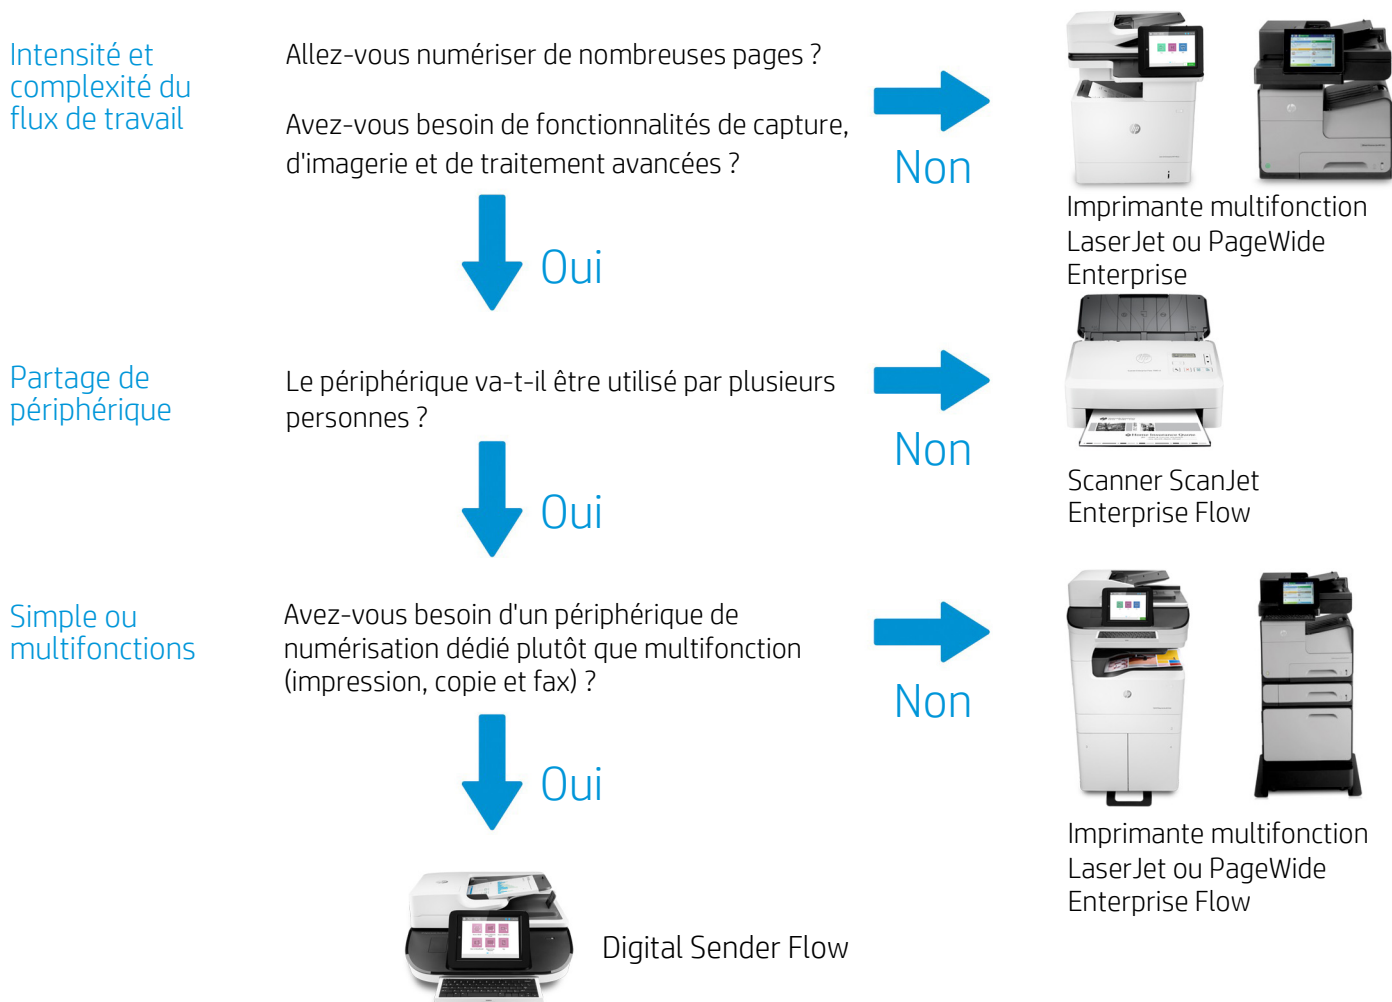 Intensité et
complexité du
flux de travail
Allez-vous numériser de nombreuses pages ?
Avez-vous besoin de fonctionnalités de capture,
d'imagerie et de traitement avancées ?
Non
Imprimante multifonction
LaserJet ou PageWide
Enterprise
Oui
Partage de
périphérique
Le périphérique va-t-il être utilisé par plusieurs
personnes ?
Non
Scanner ScanJet
Enterprise Flow
Oui
Simple ou
multifonctions
Avez-vous besoin d'un périphérique de
numérisation dédié plutôt que multifonction
(impression, copie et fax) ?
Non
Imprimante multifonction
LaserJet ou PageWide
Enterprise Flow
Oui
Digital Sender Flow